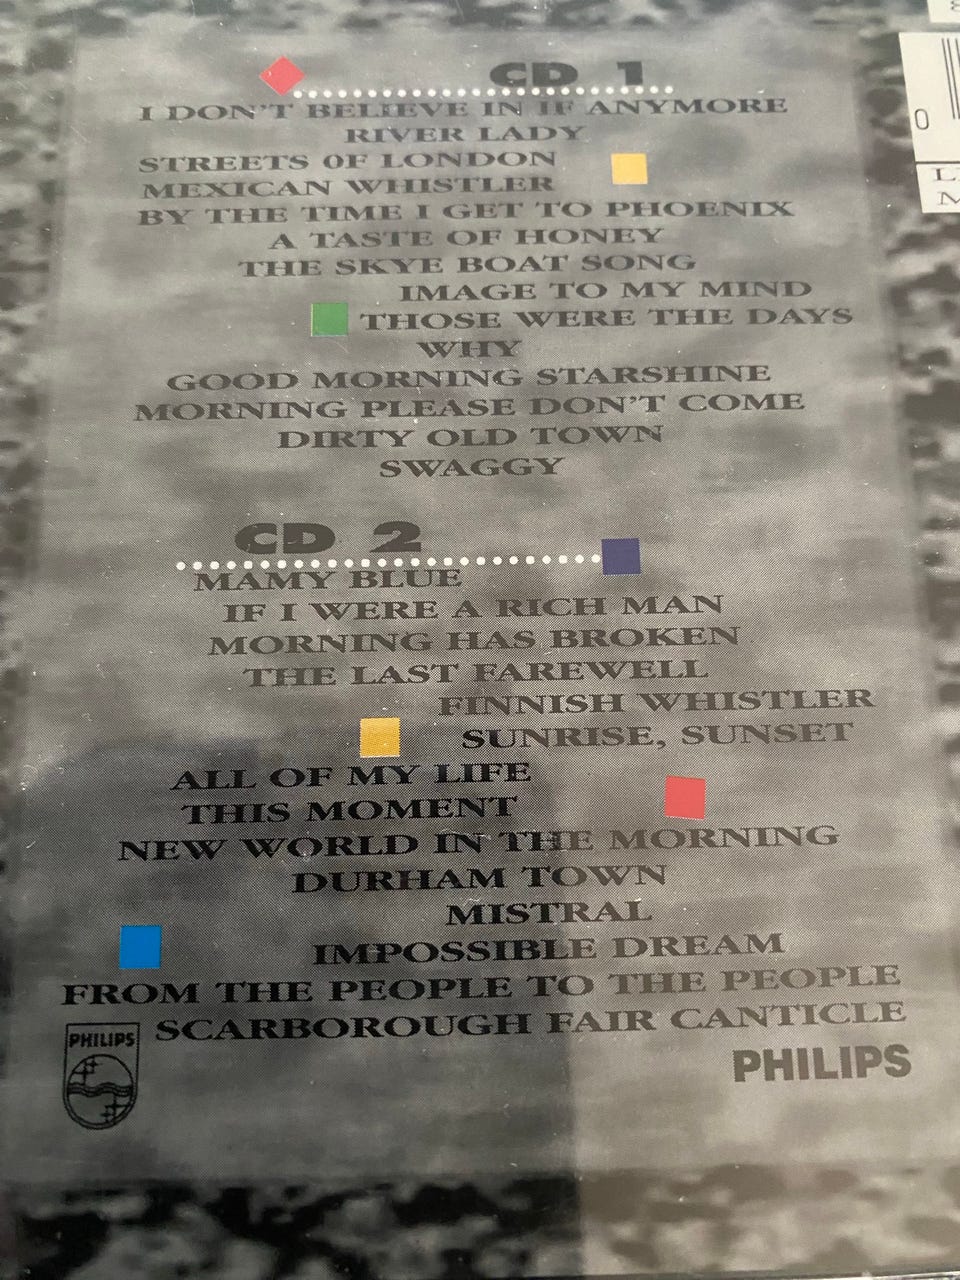 CD 1
I DON'T BELIEVE IN IF ANYMORE
RIVER LADY
STREETS OF LONDON
MEXICAN WHISTLER
BY THE TIME I GET TO PHOENIX
A TASTE OF HONEY
THE SKYE BOAT SONG
IMAGE TO MY MIND
THOSE WERE THE DAYS
WHY
GOOD MORNING STARSHINE
MORNING PLEASE DON'T COME
DIRTY OLD TOWN
SWAGGY
CD 2
MAMY BLUE
IF I WERE A RICH MAN
MORNING HAS BROKEN
THE LAST FAREWELL
FINNISH WHISTLER
SUNRISE, SUNSET
ALL OF MY LIFE
THIS MOMENT
NEW WORLD IN THE MORNING
DURHAM TOWN
MISTRAL
IMPOSSIBLE DREAM
FROM THE PEOPLE TO THE PEOPLE
SCARBOROUGH FAIR CANTICLE
PHILIPS
PHILIPS
0